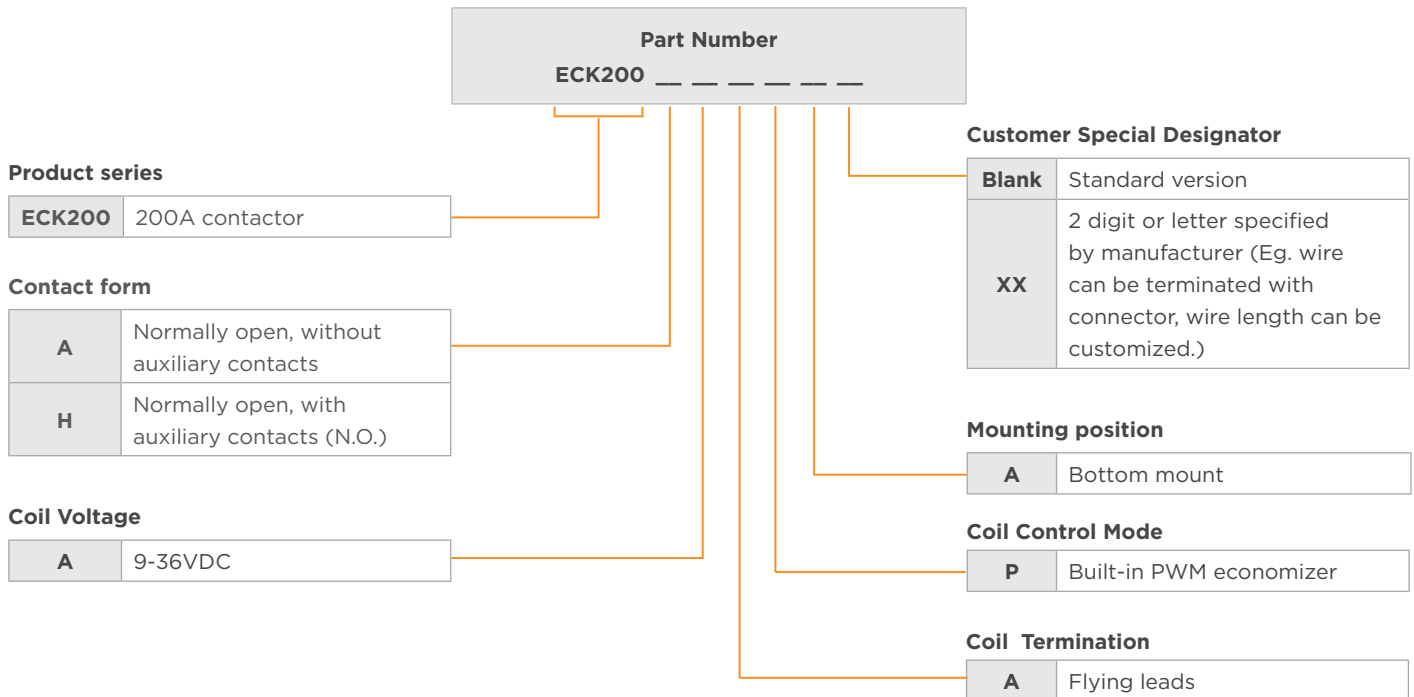 Part Number
ECK200 __ __ __ __ __ __
Product series
ECK200 200A contactor
Contact form
A Normally open, without
auxiliary contacts
H Normally open, with
auxiliary contacts (N.O.)
Coil Voltage
A 9-36VDC
Customer Special Designator
Blank Standard version
XX 2 digit or letter specified
by manufacturer (Eg. wire
can be terminated with
connector, wire length can be
customized.)
Mounting position
A Bottom mount
Coil Control Mode
P Built-in PWM economizer
Coil Termination
A Flying leads